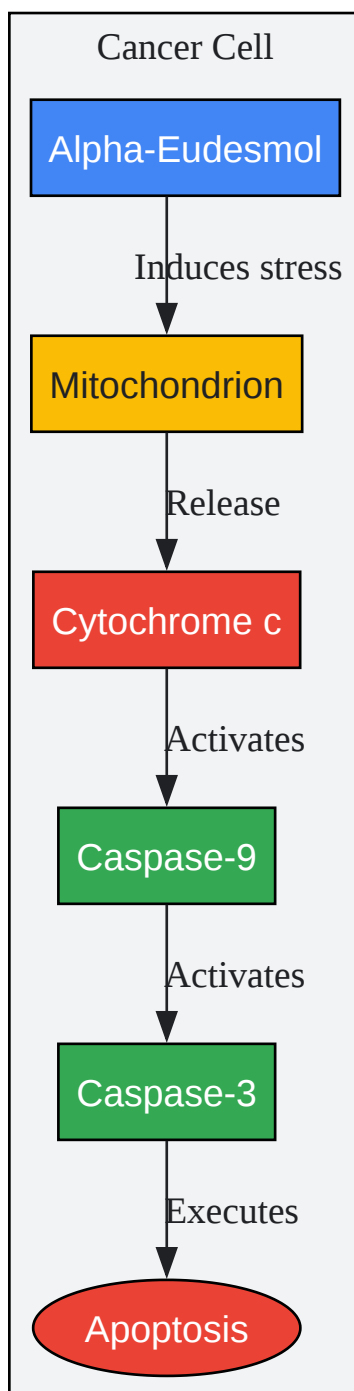 Cancer Cell
Alpha-Eudesmol
Induces stress
Mitochondrion
Release
Cytochrome c
Activates
Caspase-9
Activates
Caspase-3
Executes
Apoptosis